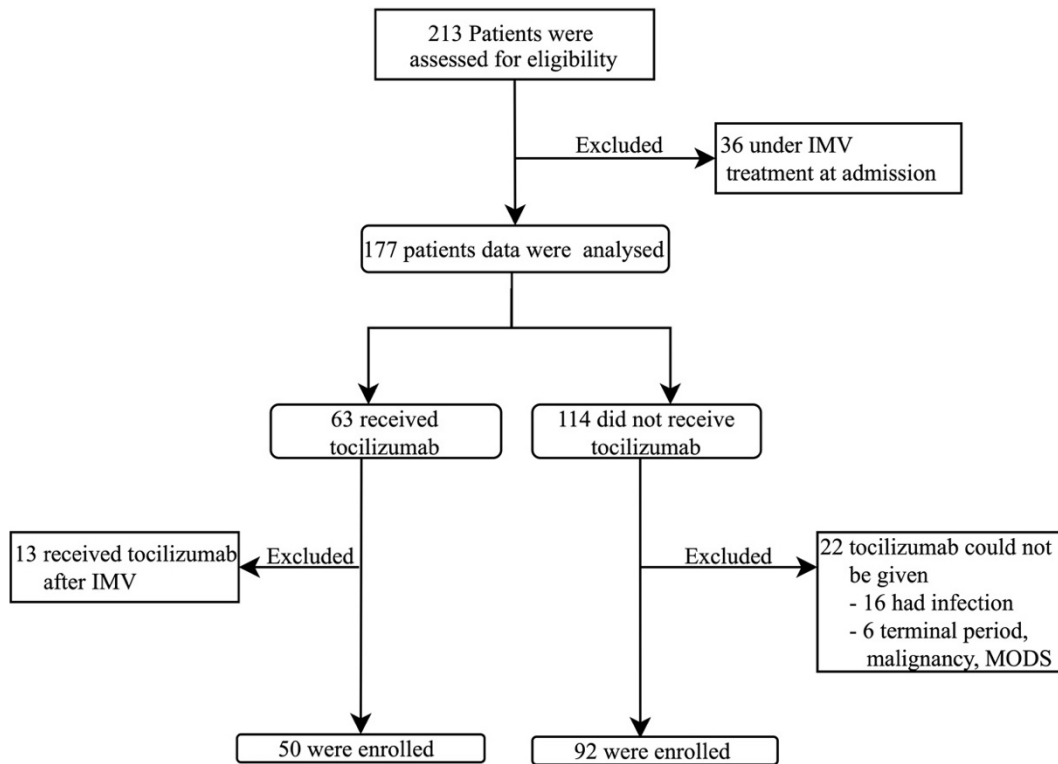 213 Patients were
assessed for eligibility
Excluded
36 under IMV
treatment at admission
177 patients data were analysed
63 received
tocilizumab
114 did not receive
tocilizumab
13 received tocilizumab
after IMV
Excluded
Excluded
22 tocilizumab could not
be given
- 16 had infection
- 6 terminal period,
malignancy, MODS
50 were enrolled
92 were enrolled